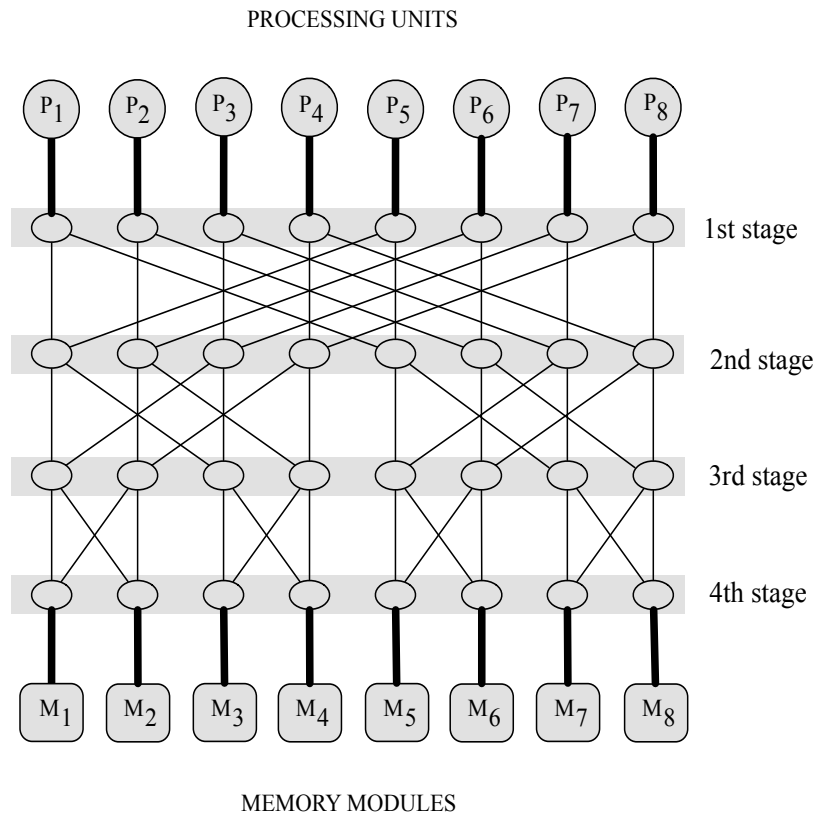 PROCESSING UNITS
P1 P2 P3 P4 P5 P6 P7 P8
1st stage
2nd stage
3rd stage
4th stage
M1 M2 M3 M4 M5 M6 M7 M8
MEMORY MODULES